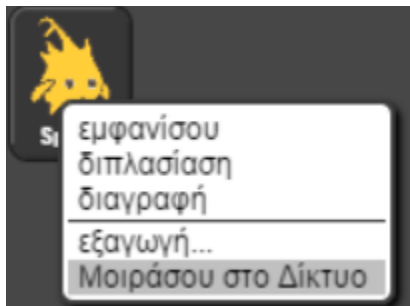 εμφανίσου
διπλασίαση
διαγραφή
εξαγωγή...
Μοιράσου στο Δίκτυο